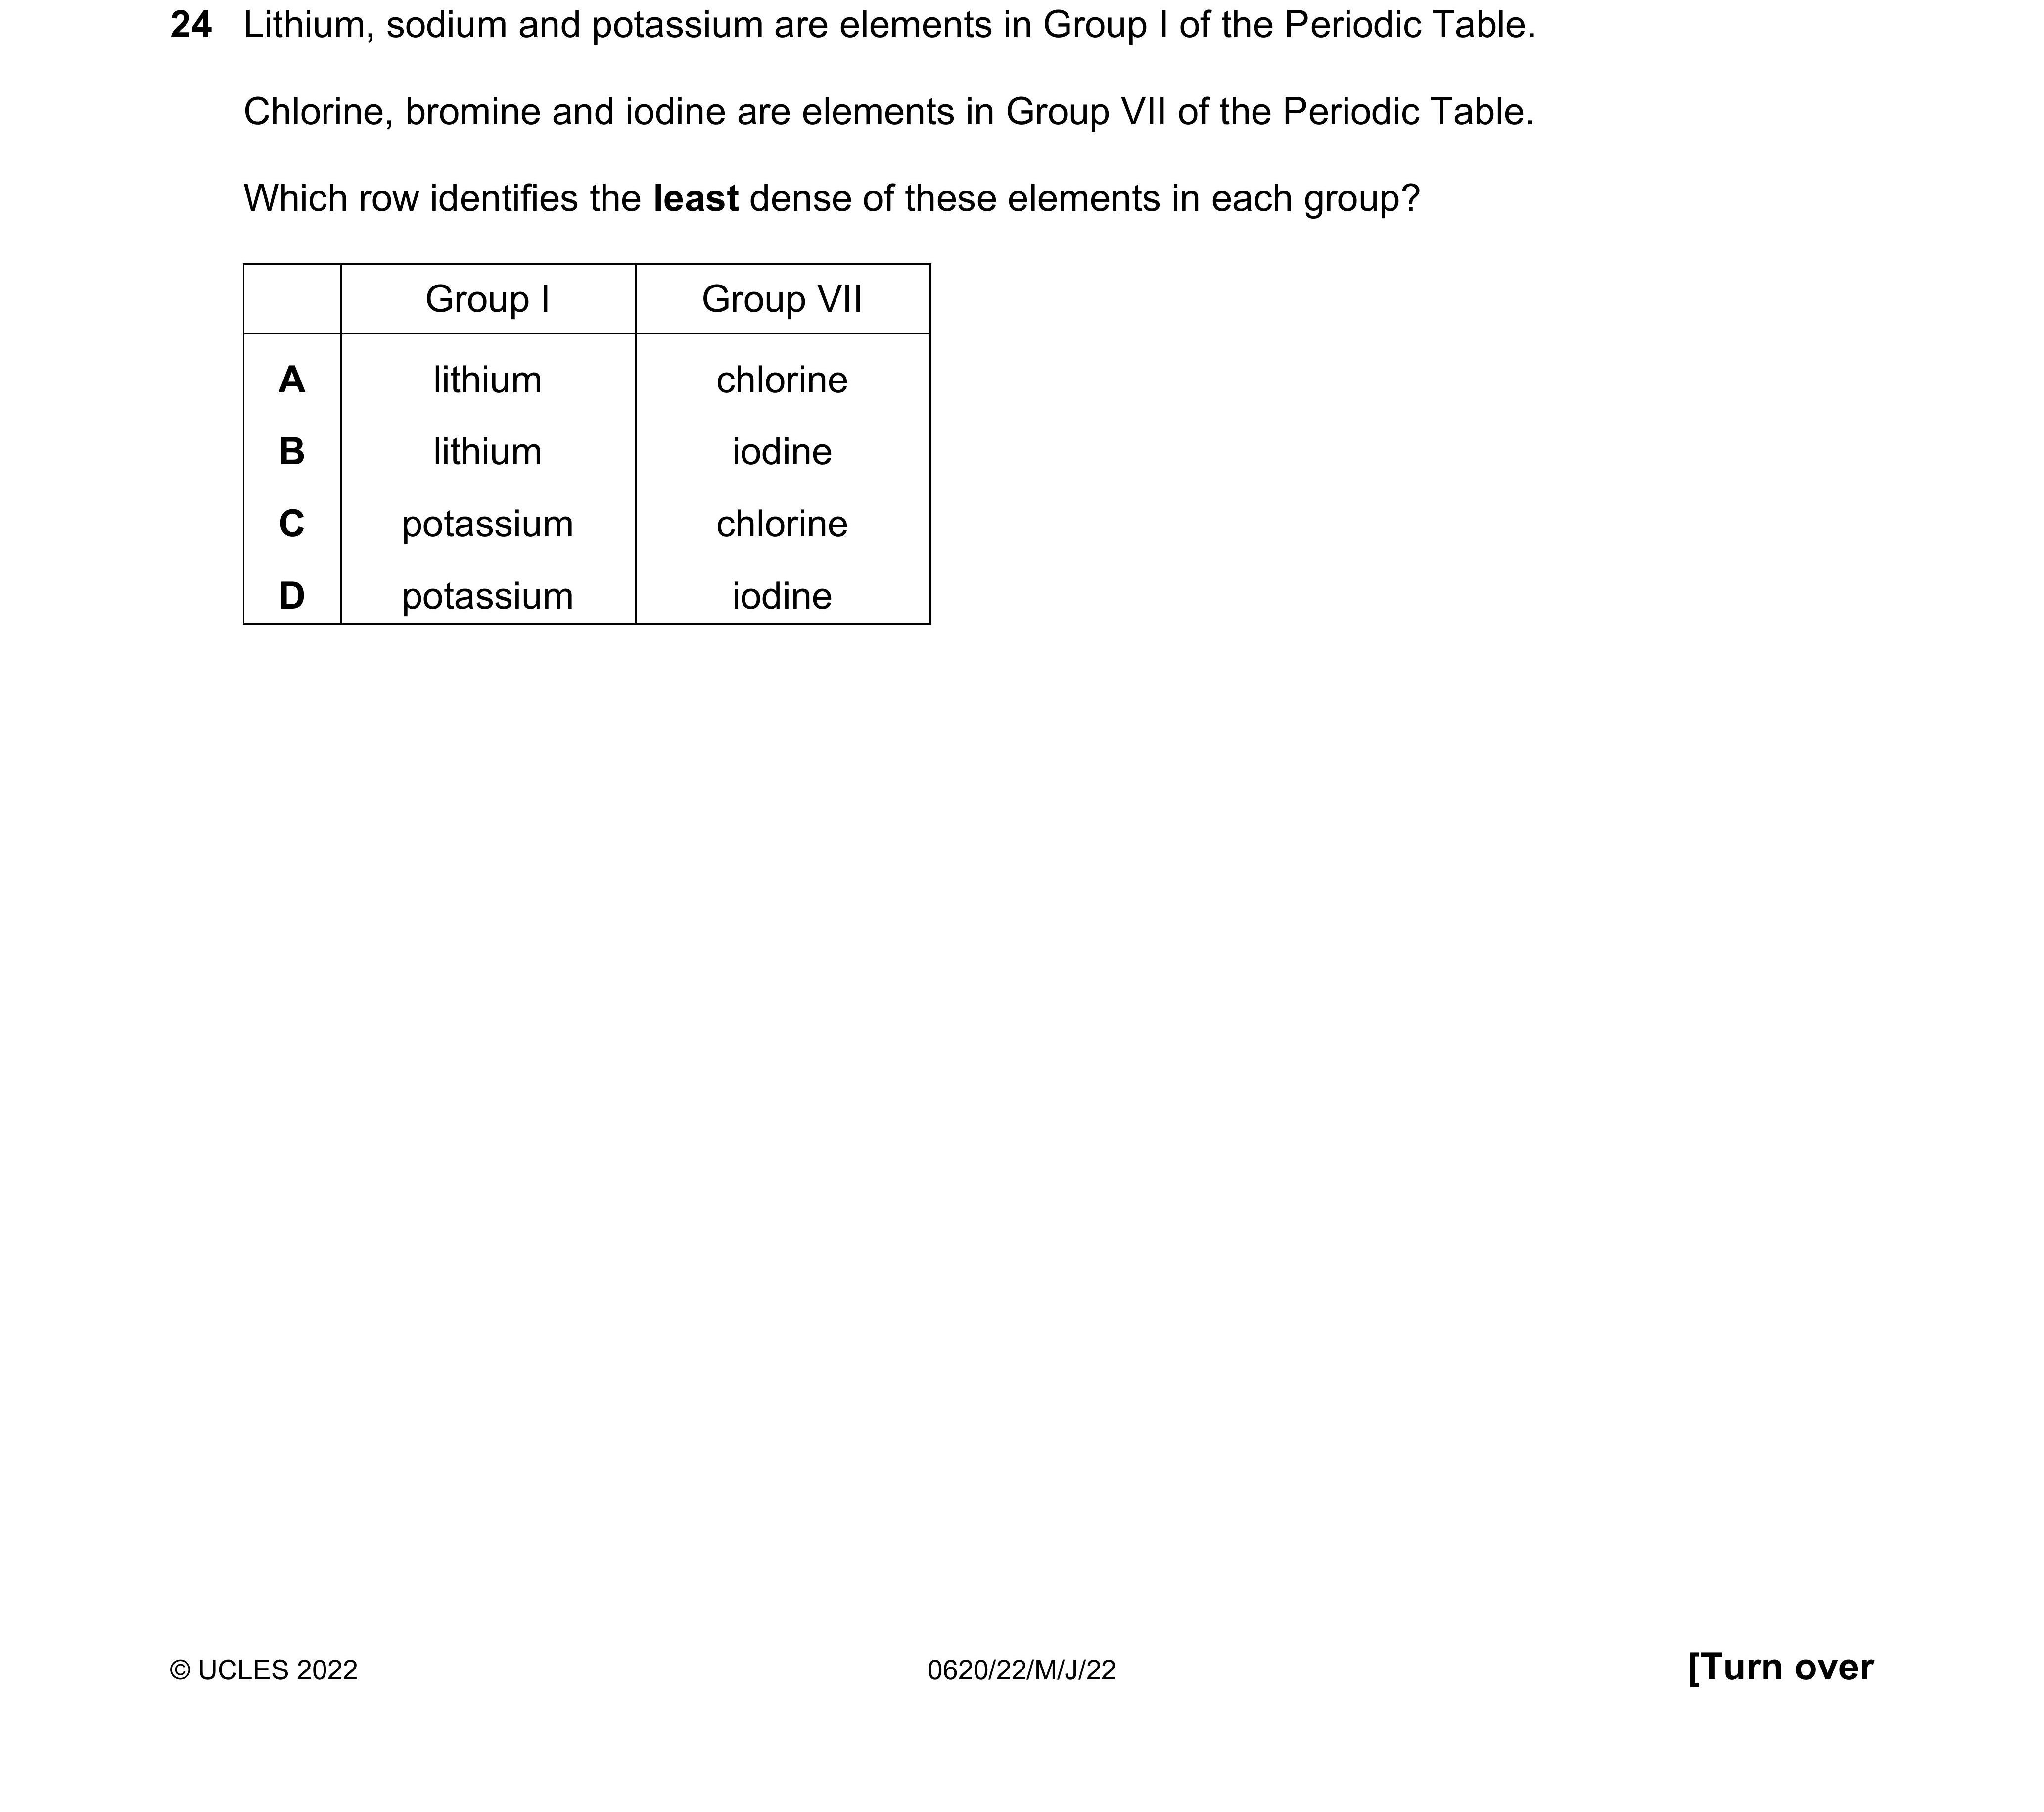 24 Lithium, sodium and potassium are elements in Group I of the Periodic Table.
Chlorine, bromine and iodine are elements in Group VII of the Periodic Table.
Which row identifies the least dense of these elements in each group?
Group I Group VII
A lithium chlorine
B lithium iodine
C potassium chlorine
D potassium iodine
© UCLES 2022 0620/22/M/J/22 [Turn over